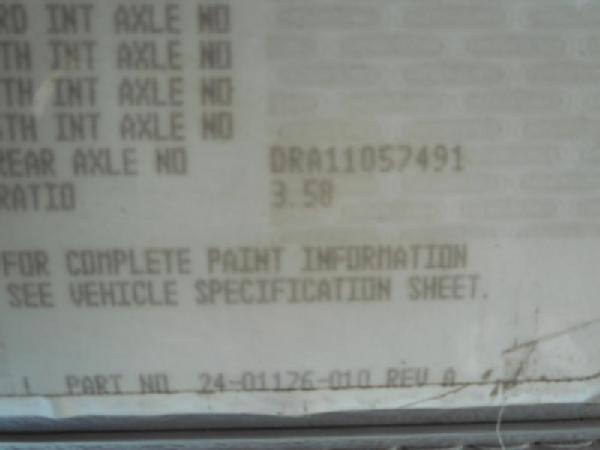 RD INT AXLE NO
TH INT AXLE NO
TH INT AXLE NO
6TH INT AXLE NO
REAR AXLE NO DRA11057491
RATIO 3.58
FOR COMPLETE PAINT INFORMATION
SEE VEHICLE SPECIFICATION SHEET.
PART NO 24-01126-010 REV A